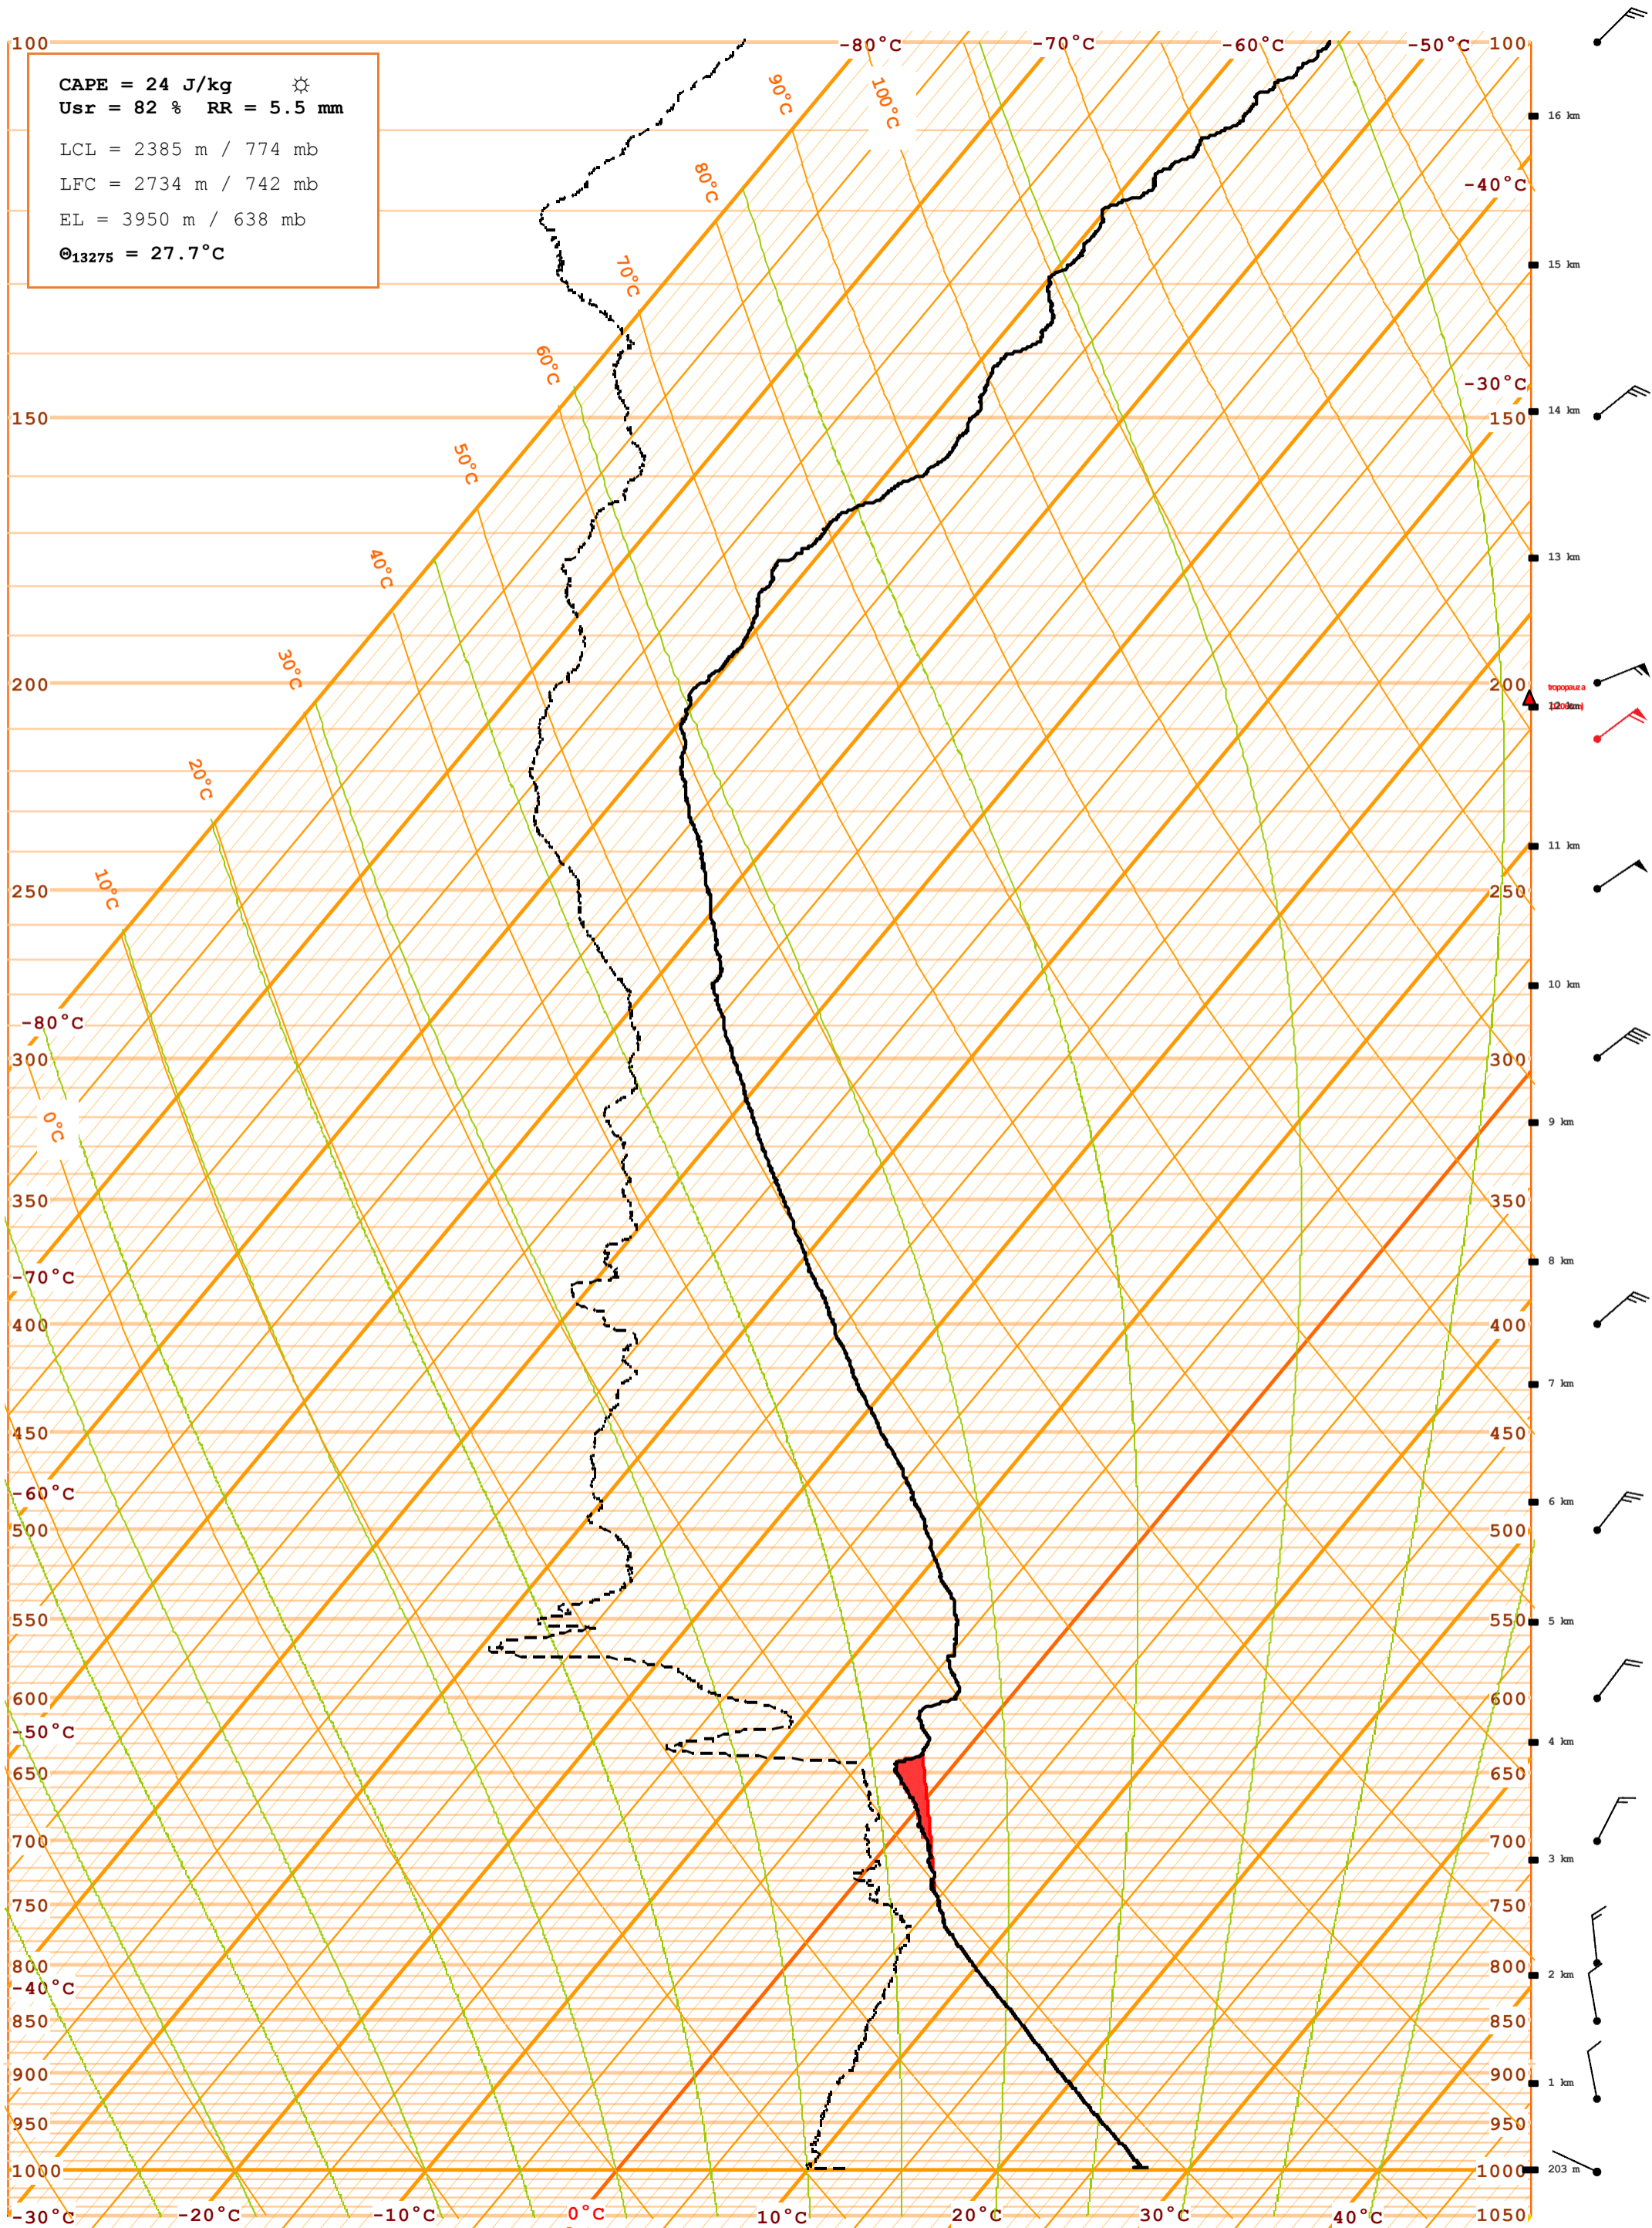 100 -80°C -70°C -60°C -50°C 100
CAPE = 24 J/kg
Usr = 82 % RR = 5.5 mm
LCL = 2385 m / 774 mb
LFC = 2734 m / 742 mb
EL = 3950 m / 638 mb
Θ13275 = 27.7°C
90°C
100°C
16 km
80°C
-40°C
70°C
15 km
60°C
-30°C
150 150
14 km
50°C
40°C
13 km
30°C
200 200
tropopauza
12 km
20°C
11 km
10°C
250 250
10 km
-80°C
300 300
0°C
9 km
350 350
8 km
-70°C
400 400
7 km
450 450
-60°C
6 km
500 500
550 550
5 km
600 600
-50°C
4 km
650 650
700 700
3 km
750 750
800 800
2 km
-40°C
850 850
900 900
1 km
950 950
1000 1000
203 m
-30°C -20°C -10°C 0°C 10°C 20°C 30°C 40°C 1050